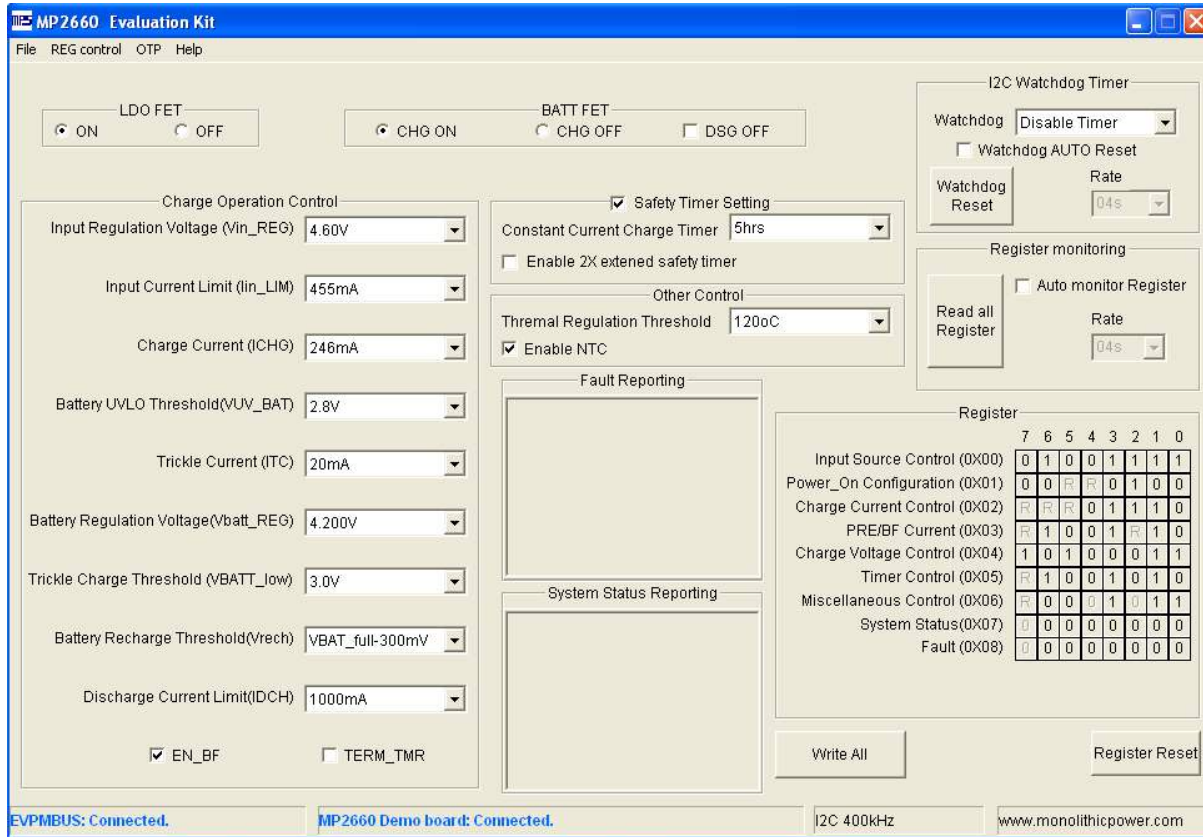 MP2660 Evaluation Kit
File REG control OTP Help
LDO FET
ON OFF
BATT FET
CHG ON CHG OFF DSG OFF
I2C Watchdog Timer
Watchdog Disable Timer
Watchdog AUTO Reset
Watchdog Reset
Rate
04s
Charge Operation Control
Input Regulation Voltage (Vin_REG) 4.60V
Input Current Limit (Iin_LIM) 455mA
Charge Current (ICHG) 246mA
Battery UVLO Threshold(VUV_BAT) 2.8V
Trickle Current (ITC) 20mA
Battery Regulation Voltage(Vbatt_REG) 4.200V
Trickle Charge Threshold (VBATT_low) 3.0V
Battery Recharge Threshold(Vrech) VBAT_full-300mV
Discharge Current Limit(IDCH) 1000mA
EN_BF TERM_TMR
Safety Timer Setting
Constant Current Charge Timer 5hrs
Enable 2X extened safety timer
Other Control
Thremal Regulation Threshold 120oC
Enable NTC
Fault Reporting
System Status Reporting
Register monitoring
Read all Register
Auto monitor Register
Rate
04s
Register
7 6 5 4 3 2 1 0
Input Source Control (0X00) 0 1 0 0 1 1 1 1
Power_On Configuration (0X01) 0 0 R R 0 1 0 0
Charge Current Control (0X02) R R R 0 1 1 1 0
PRE/BF Current (0X03) R 1 0 0 1 R 1 0
Charge Voltage Control (0X04) 1 0 1 0 0 0 1 1
Timer Control (0X05) R 1 0 0 1 0 1 0
Miscellaneous Control (0X06) R 0 0 0 1 0 1 1
System Status(0X07) 0 0 0 0 0 0 0 0
Fault (0X08) 0 0 0 0 0 0 0 0
Write All
Register Reset
EVPMBUS: Connected.
MP2660 Demo board: Connected.
I2C 400kHz
www.monolithicpower.com